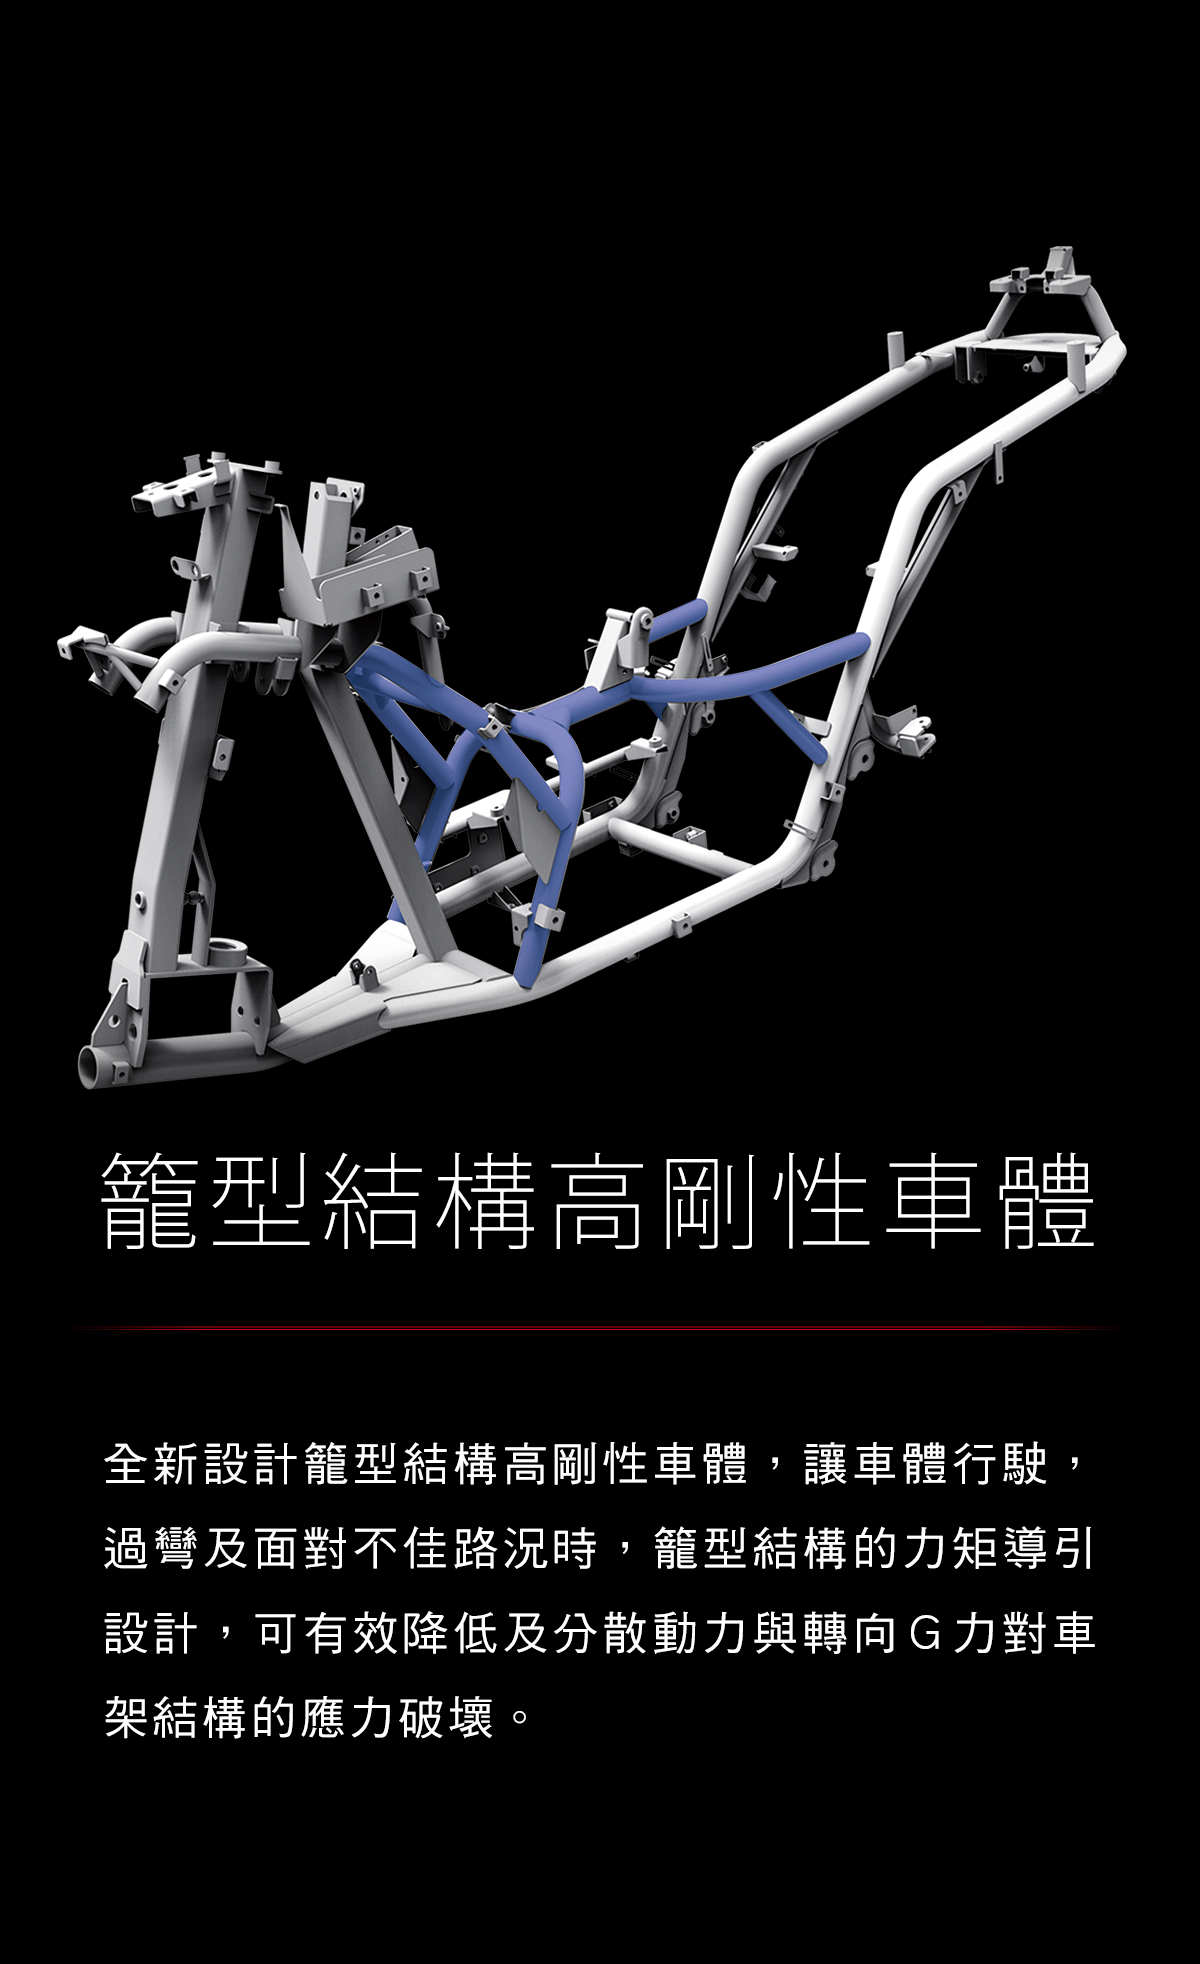 籠型結構高剛性車體
全新設計籠型結構高剛性車體，讓車體行駛，
過彎及面對不佳路況時，籠型結構的力矩導引
設計，可有效降低及分散動力與轉向G力對車
架結構的應力破壞。